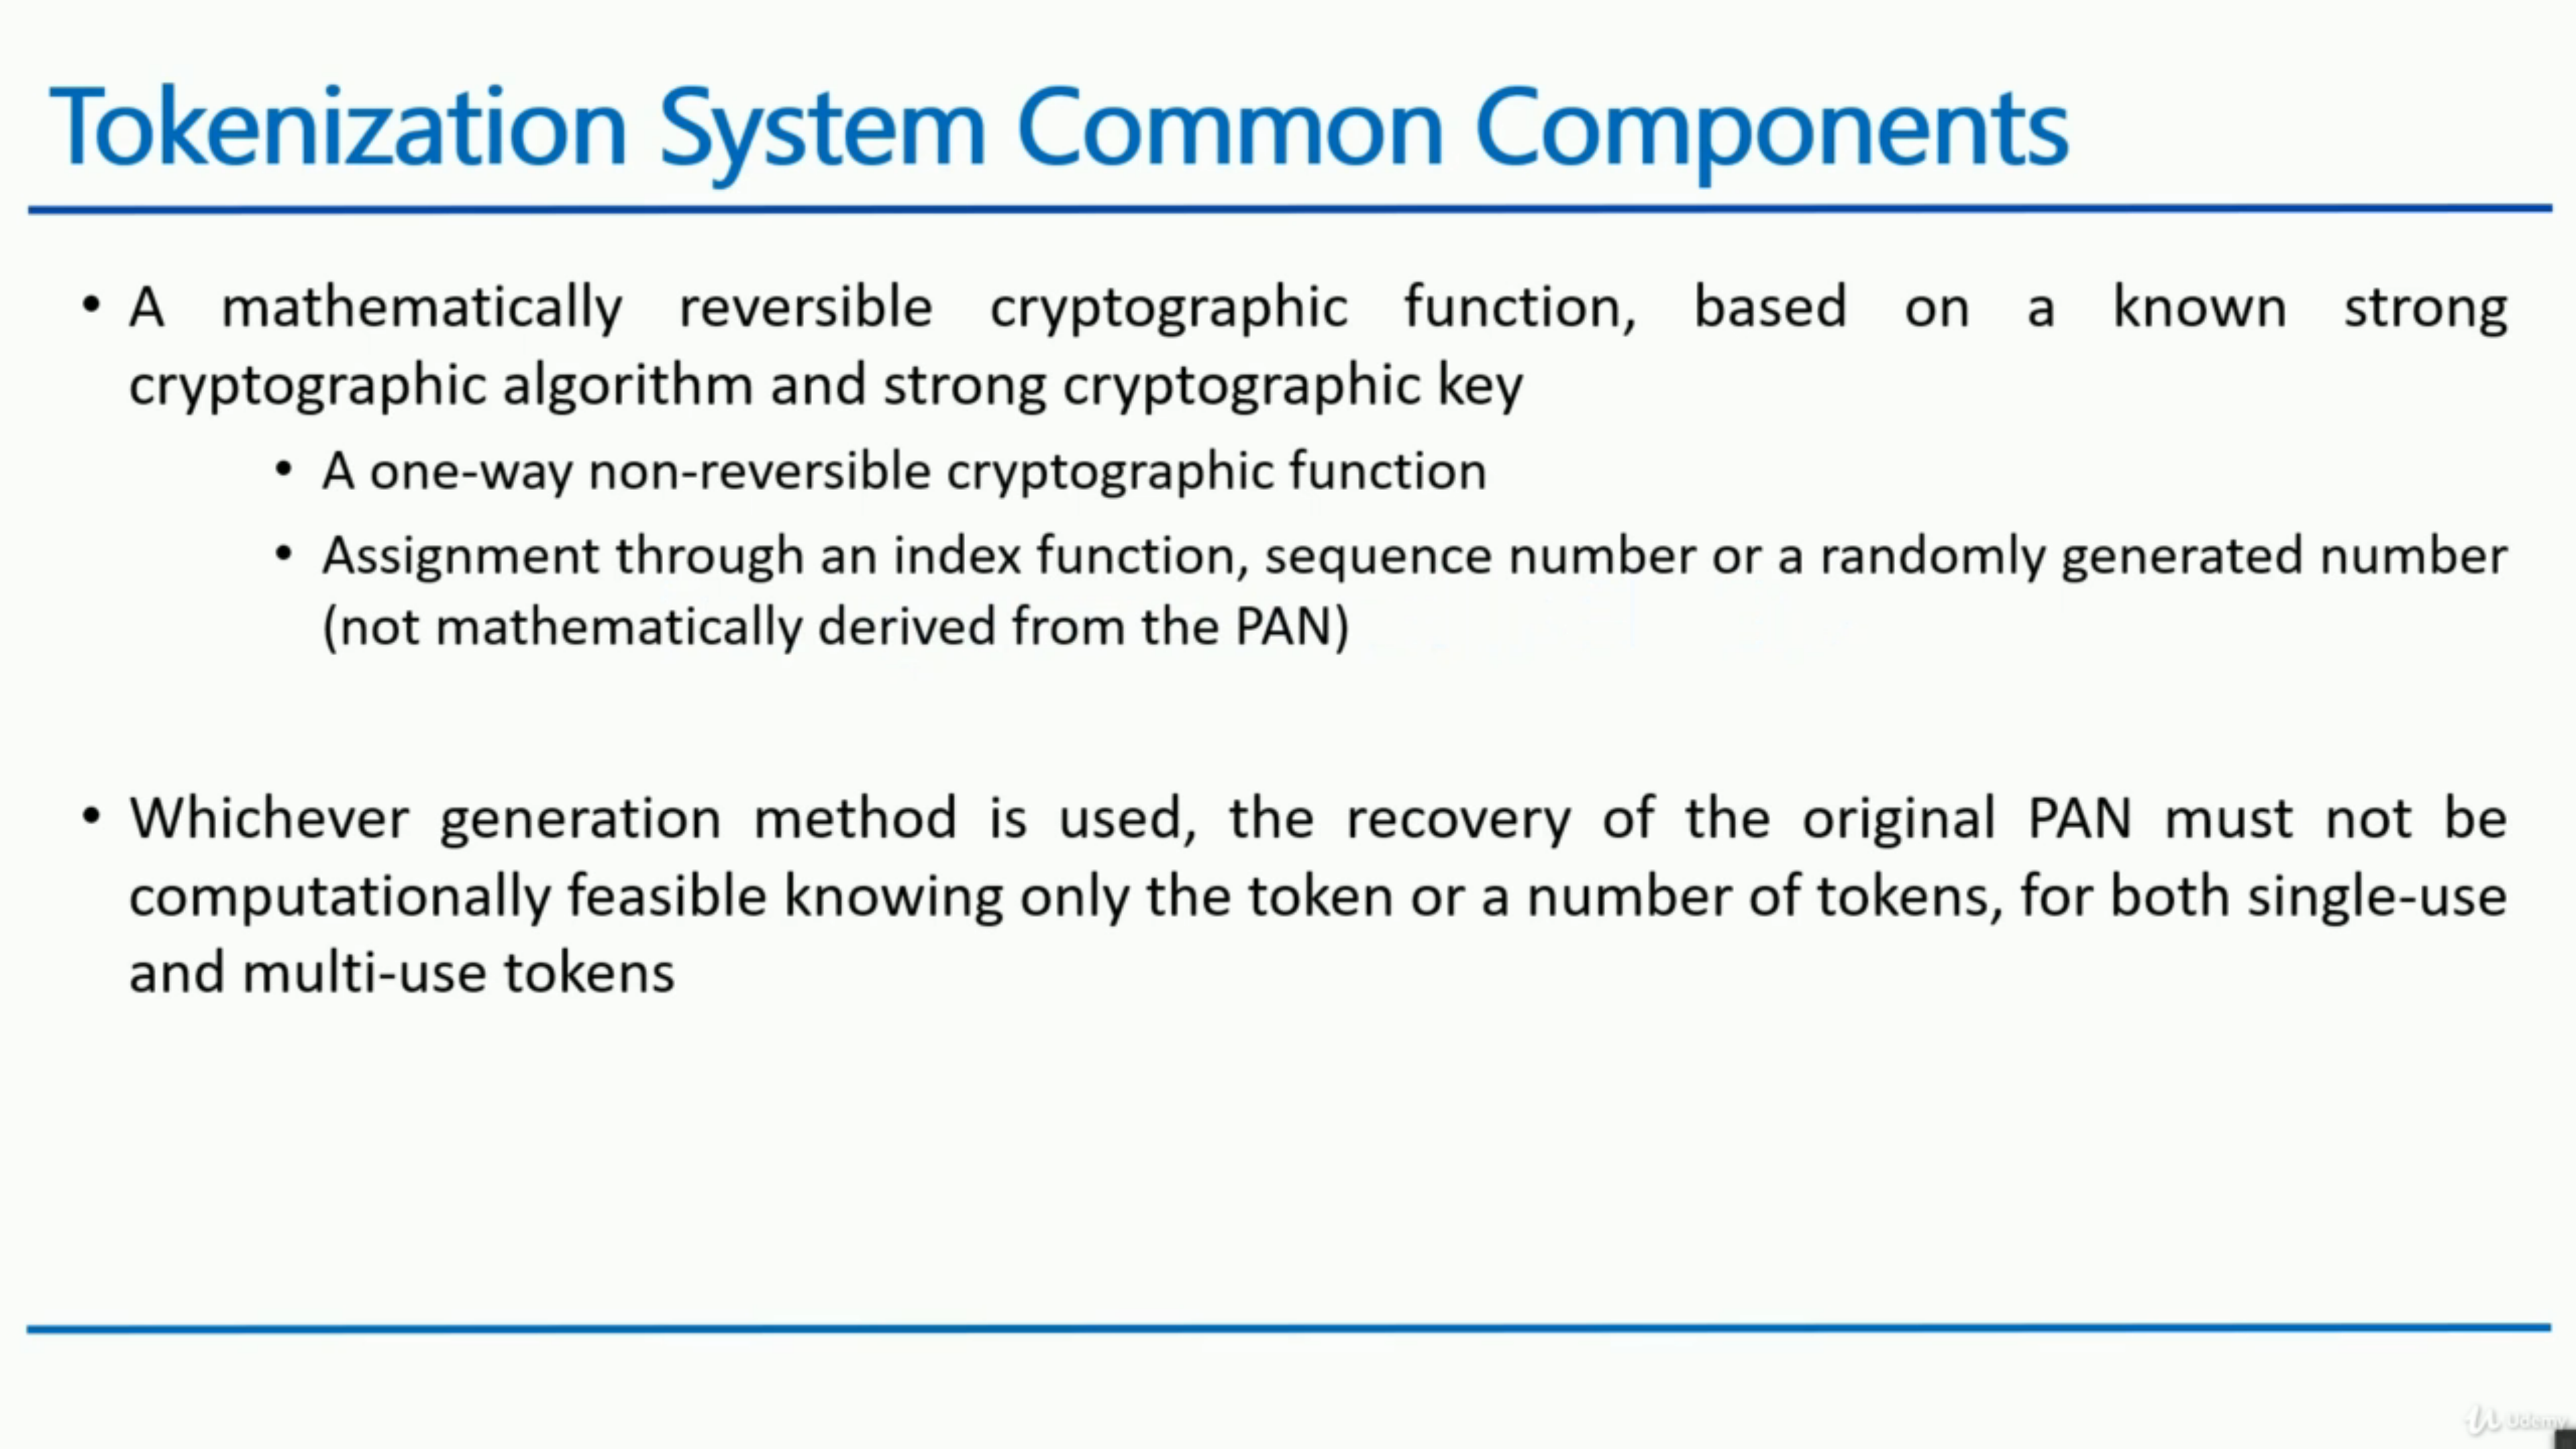 Tokenization System Common Components
• A mathematically reversible cryptographic function, based on a known strong
cryptographic algorithm and strong cryptographic key
• A one-way non-reversible cryptographic function
• Assignment through an index function, sequence number or a randomly generated number
(not mathematically derived from the PAN)
• Whichever generation method is used, the recovery of the original PAN must not be
computationally feasible knowing only the token or a number of tokens, for both single-use
and multi-use tokens
Udemy